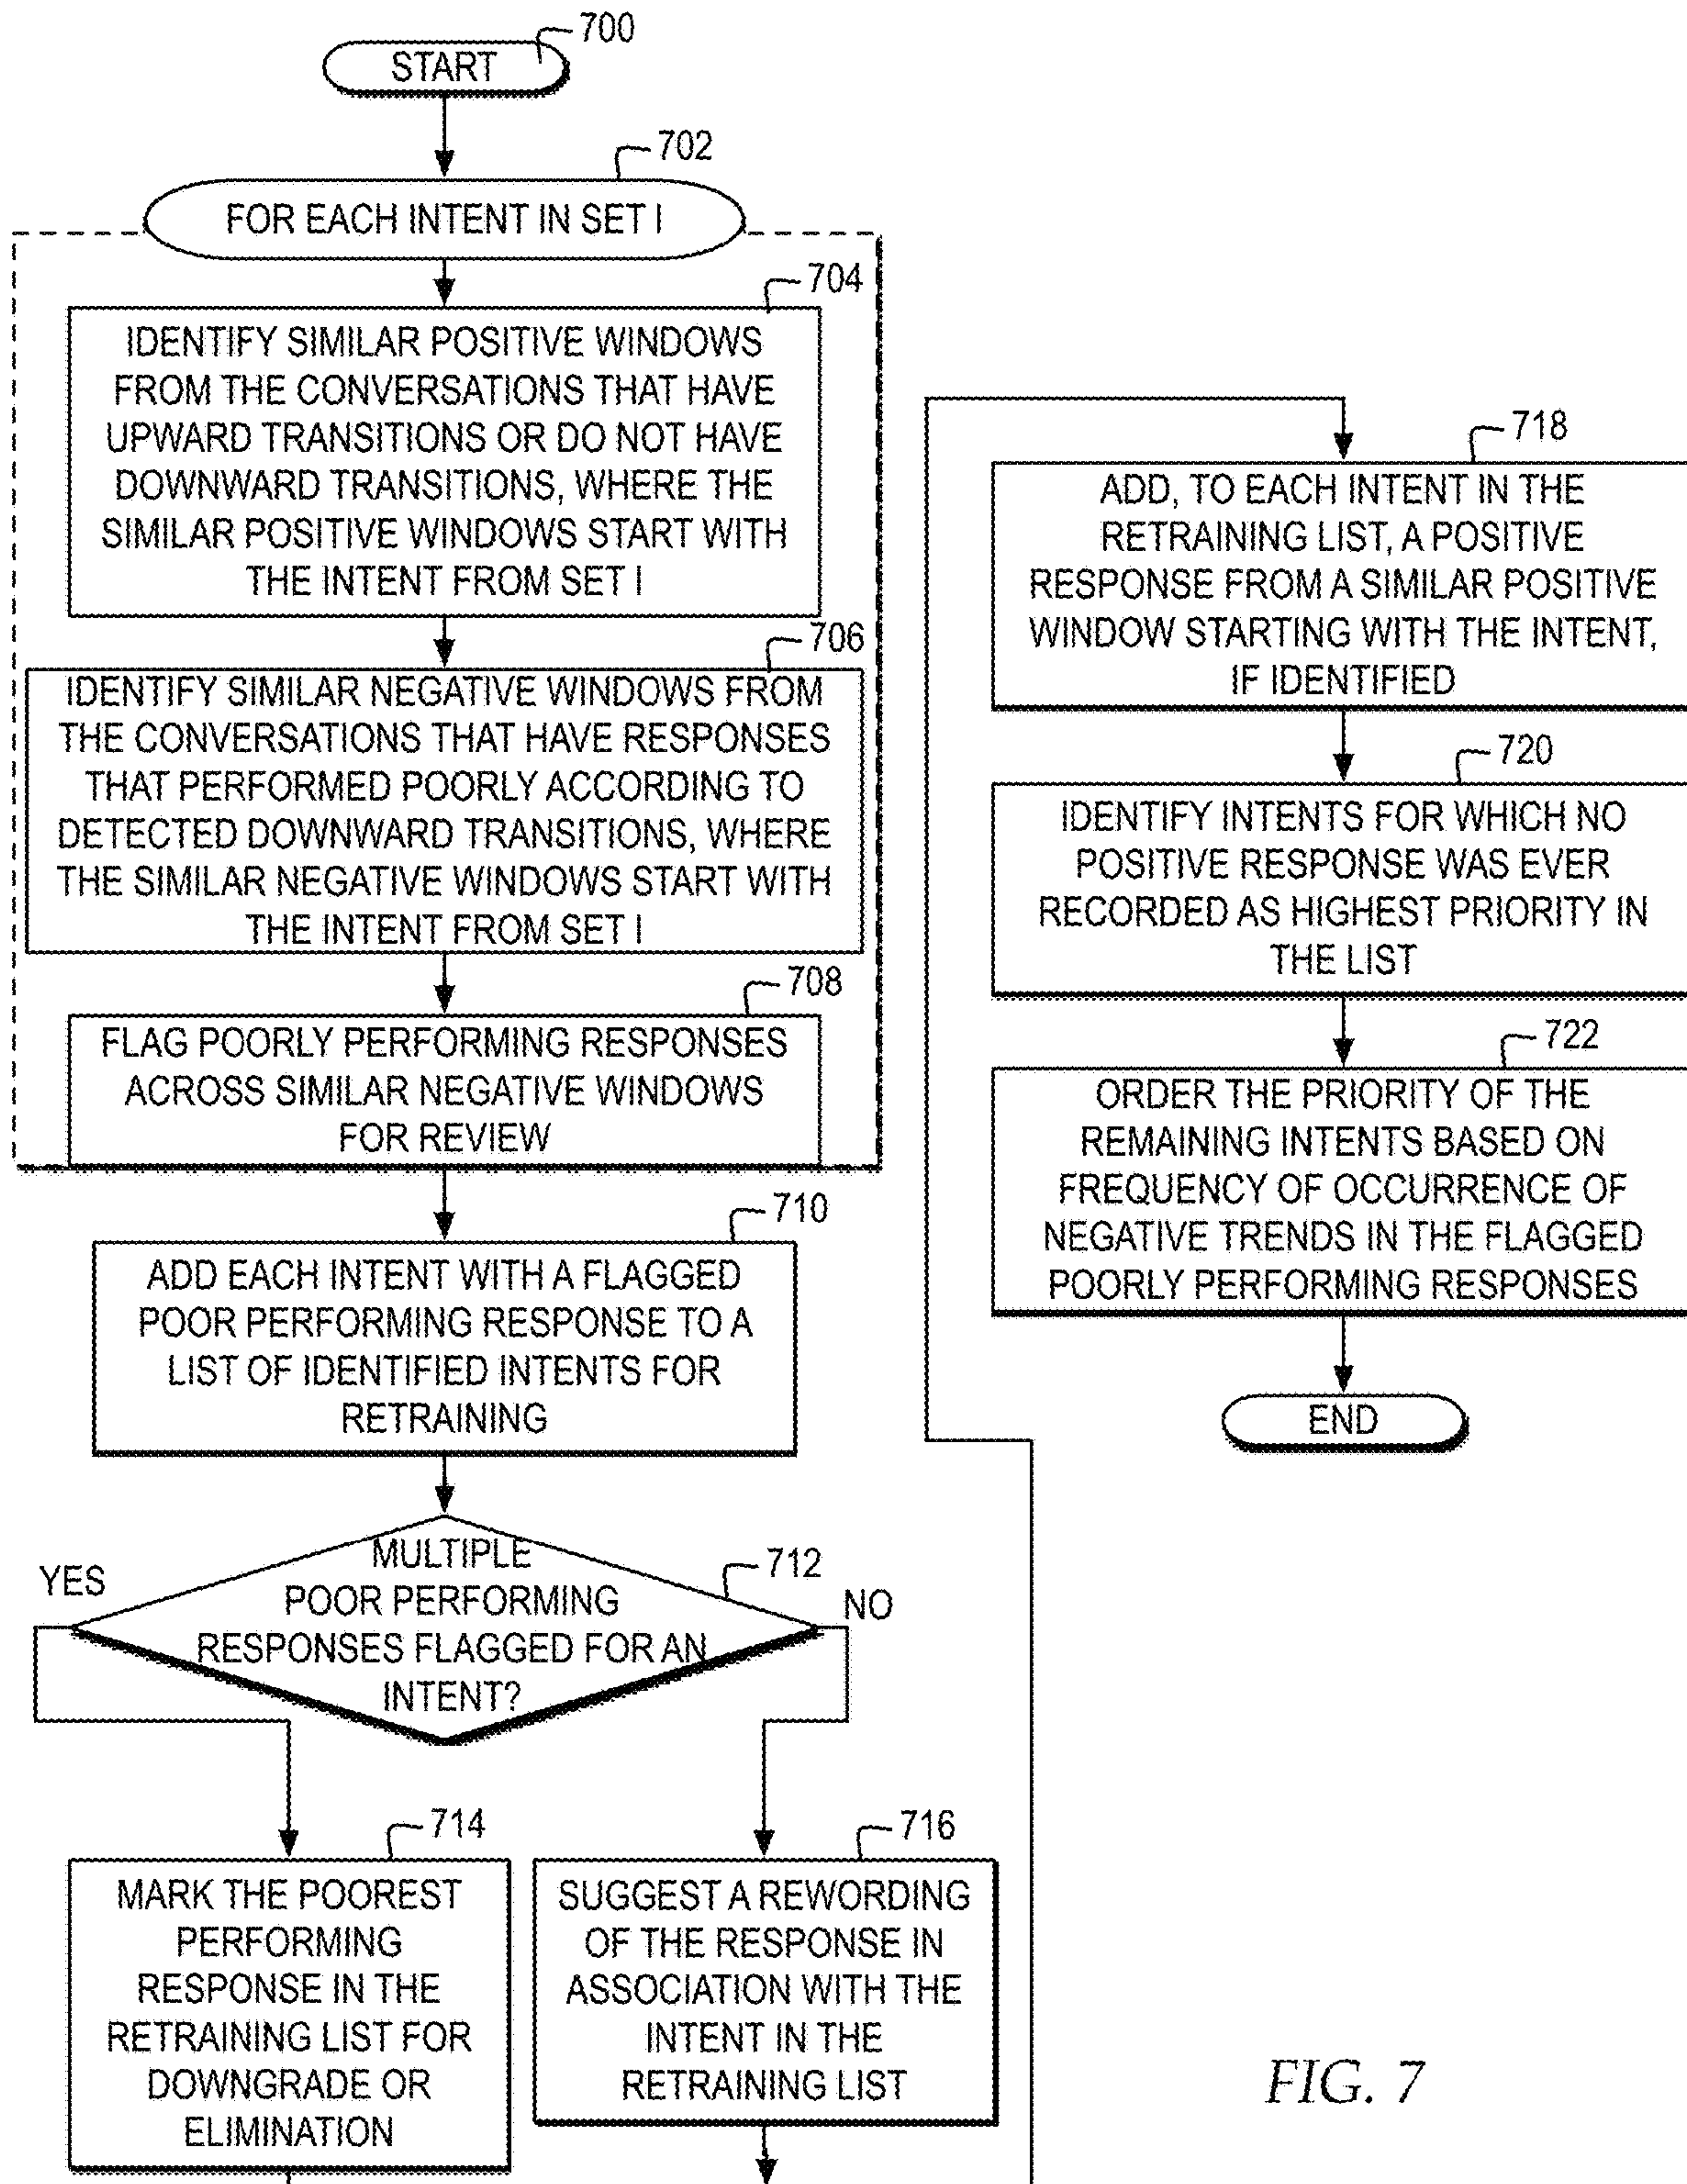 700
START
702
FOR EACH INTENT IN SET I
704
IDENTIFY SIMILAR POSITIVE WINDOWS
FROM THE CONVERSATIONS THAT HAVE
UPWARD TRANSITIONS OR DO NOT HAVE
DOWNWARD TRANSITIONS, WHERE THE
SIMILAR POSITIVE WINDOWS START WITH
THE INTENT FROM SET I
706
IDENTIFY SIMILAR NEGATIVE WINDOWS FROM
THE CONVERSATIONS THAT HAVE RESPONSES
THAT PERFORMED POORLY ACCORDING TO
DETECTED DOWNWARD TRANSITIONS, WHERE
THE SIMILAR NEGATIVE WINDOWS START WITH
THE INTENT FROM SET I
708
FLAG POORLY PERFORMING RESPONSES
ACROSS SIMILAR NEGATIVE WINDOWS
FOR REVIEW
710
ADD EACH INTENT WITH A FLAGGED
POOR PERFORMING RESPONSE TO A
LIST OF IDENTIFIED INTENTS FOR
RETRAINING
712
MULTIPLE
POOR PERFORMING
RESPONSES FLAGGED FOR AN
INTENT?
YES
NO
714
MARK THE POOREST
PERFORMING
RESPONSE IN THE
RETRAINING LIST FOR
DOWNGRADE OR
ELIMINATION
716
SUGGEST A REWORDING
OF THE RESPONSE IN
ASSOCIATION WITH THE
INTENT IN THE
RETRAINING LIST
718
ADD, TO EACH INTENT IN THE
RETRAINING LIST, A POSITIVE
RESPONSE FROM A SIMILAR POSITIVE
WINDOW STARTING WITH THE INTENT,
IF IDENTIFIED
720
IDENTIFY INTENTS FOR WHICH NO
POSITIVE RESPONSE WAS EVER
RECORDED AS HIGHEST PRIORITY IN
THE LIST
722
ORDER THE PRIORITY OF THE
REMAINING INTENTS BASED ON
FREQUENCY OF OCCURRENCE OF
NEGATIVE TRENDS IN THE FLAGGED
POORLY PERFORMING RESPONSES
END
FIG. 7